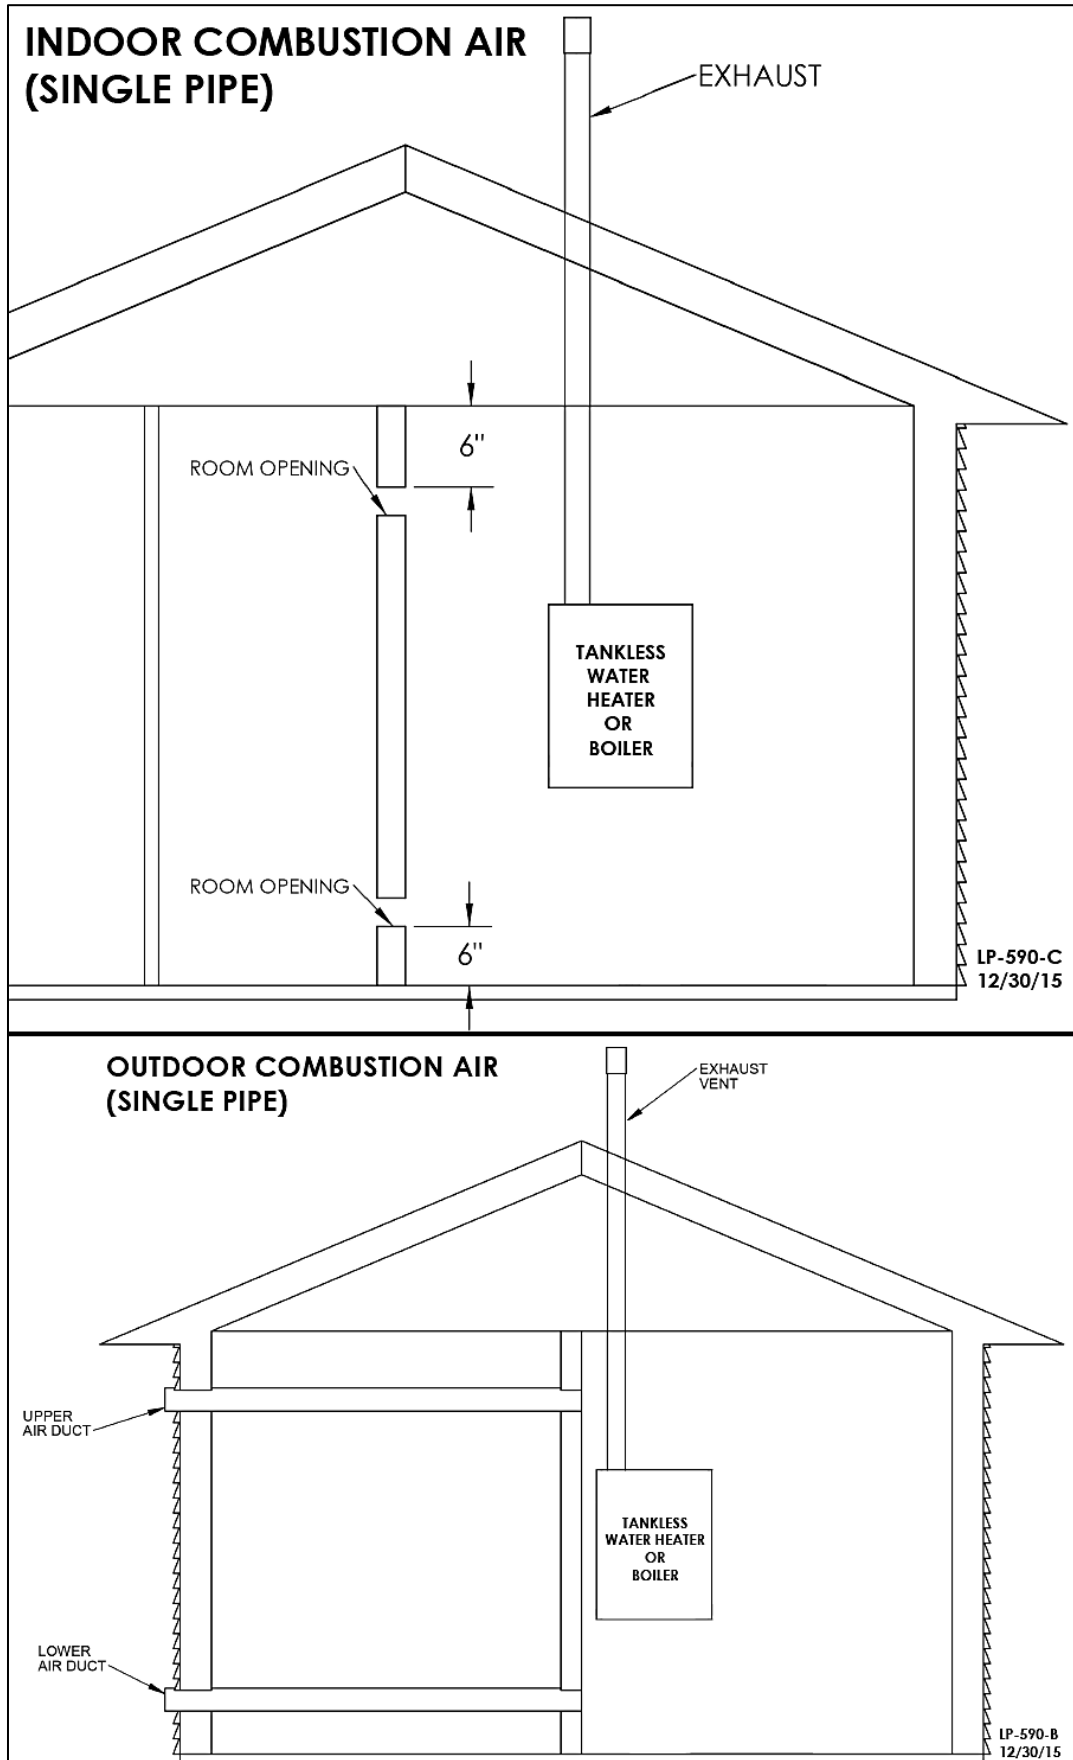 INDOOR COMBUSTION AIR
(SINGLE PIPE)
EXHAUST
6"
ROOM OPENING
TANKLESS
WATER
HEATER
OR
BOILER
ROOM OPENING
6"
LP-590-C
12/30/15
OUTDOOR COMBUSTION AIR
(SINGLE PIPE)
EXHAUST
VENT
UPPER
AIR DUCT
TANKLESS
WATER HEATER
OR
BOILER
LOWER
AIR DUCT
LP-590-B
12/30/15